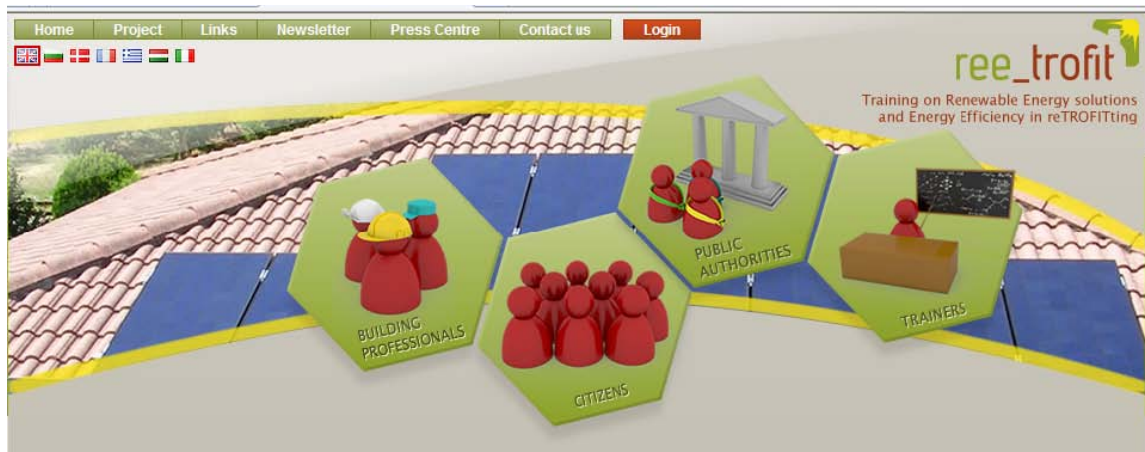 Home Project Links Newsletter Press Centre Contact us Login
ree_trofit
Training on Renewable Energy solutions
and Energy Efficiency in reTROFITting
BUILDING
PROFESSIONALS
CITIZENS
PUBLIC
AUTHORITIES
TRAINERS